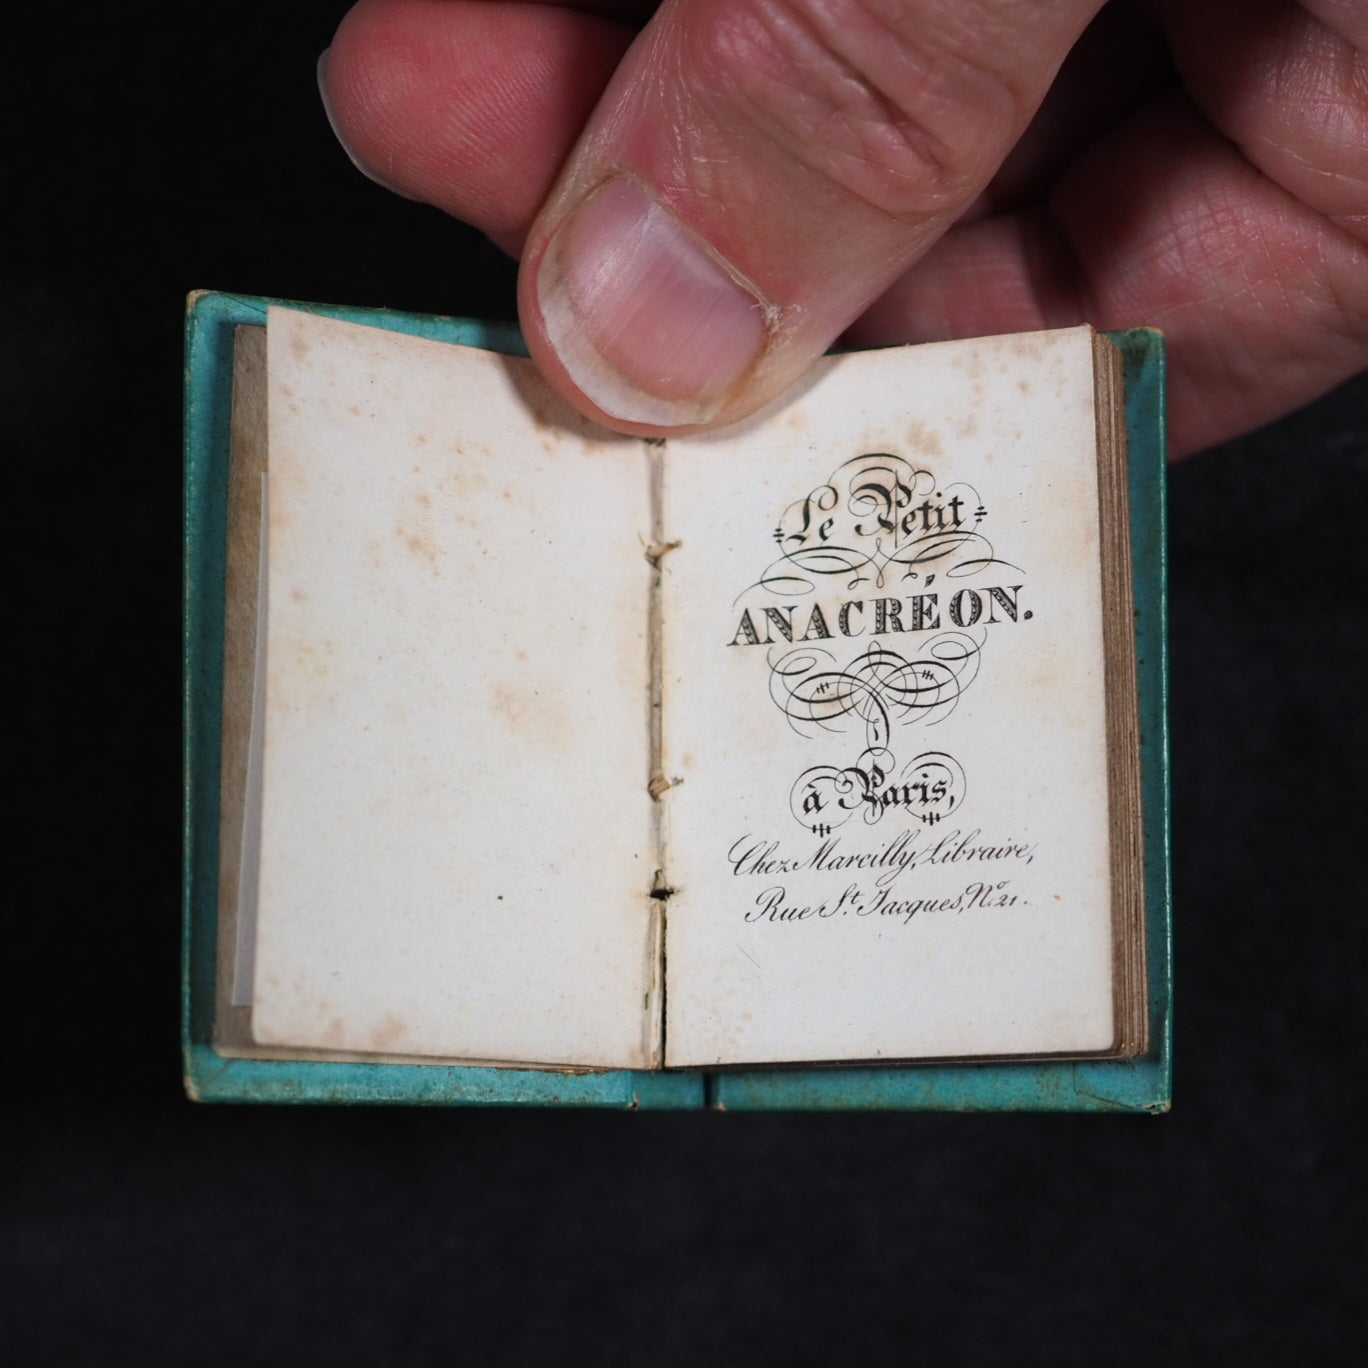 Le Petit
ANACRÉON.
à Paris,
Chez Marcilly, Libraire,
Rue St. Jacques, No. 21.